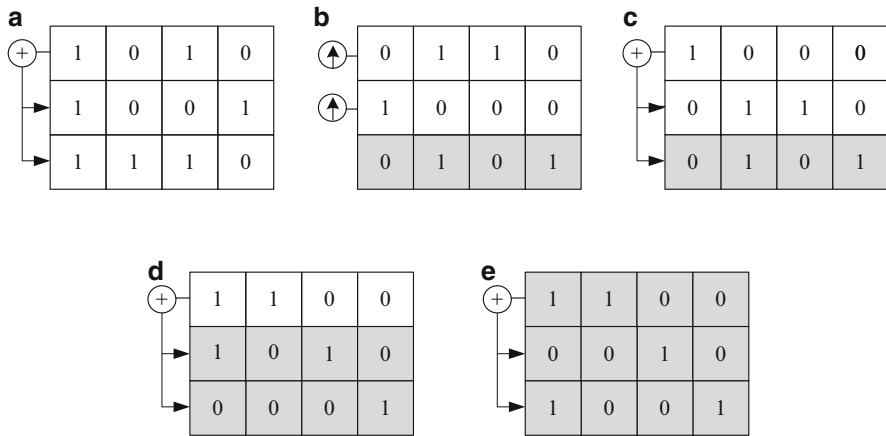 a b c
1 0 1 0
1 0 0 1
1 1 1 0
0 1 1 0
1 0 0 0
0 1 0 1
1 0 0 0
0 1 1 0
0 1 0 1
d e
1 1 0 0
1 0 1 0
0 0 0 1
1 1 0 0
0 0 1 0
1 0 0 1